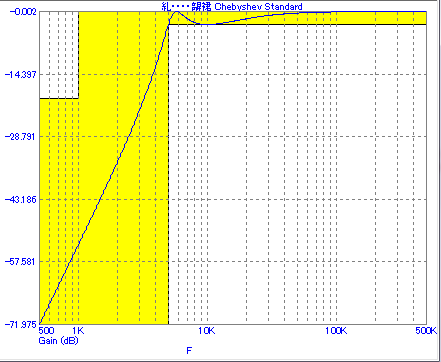 Chebyshev Standard
-0.002
-14.397
-28.791
-43.186
-57.581
-71.975
500 1K 10K 100K 500K
Gain (dB)
F